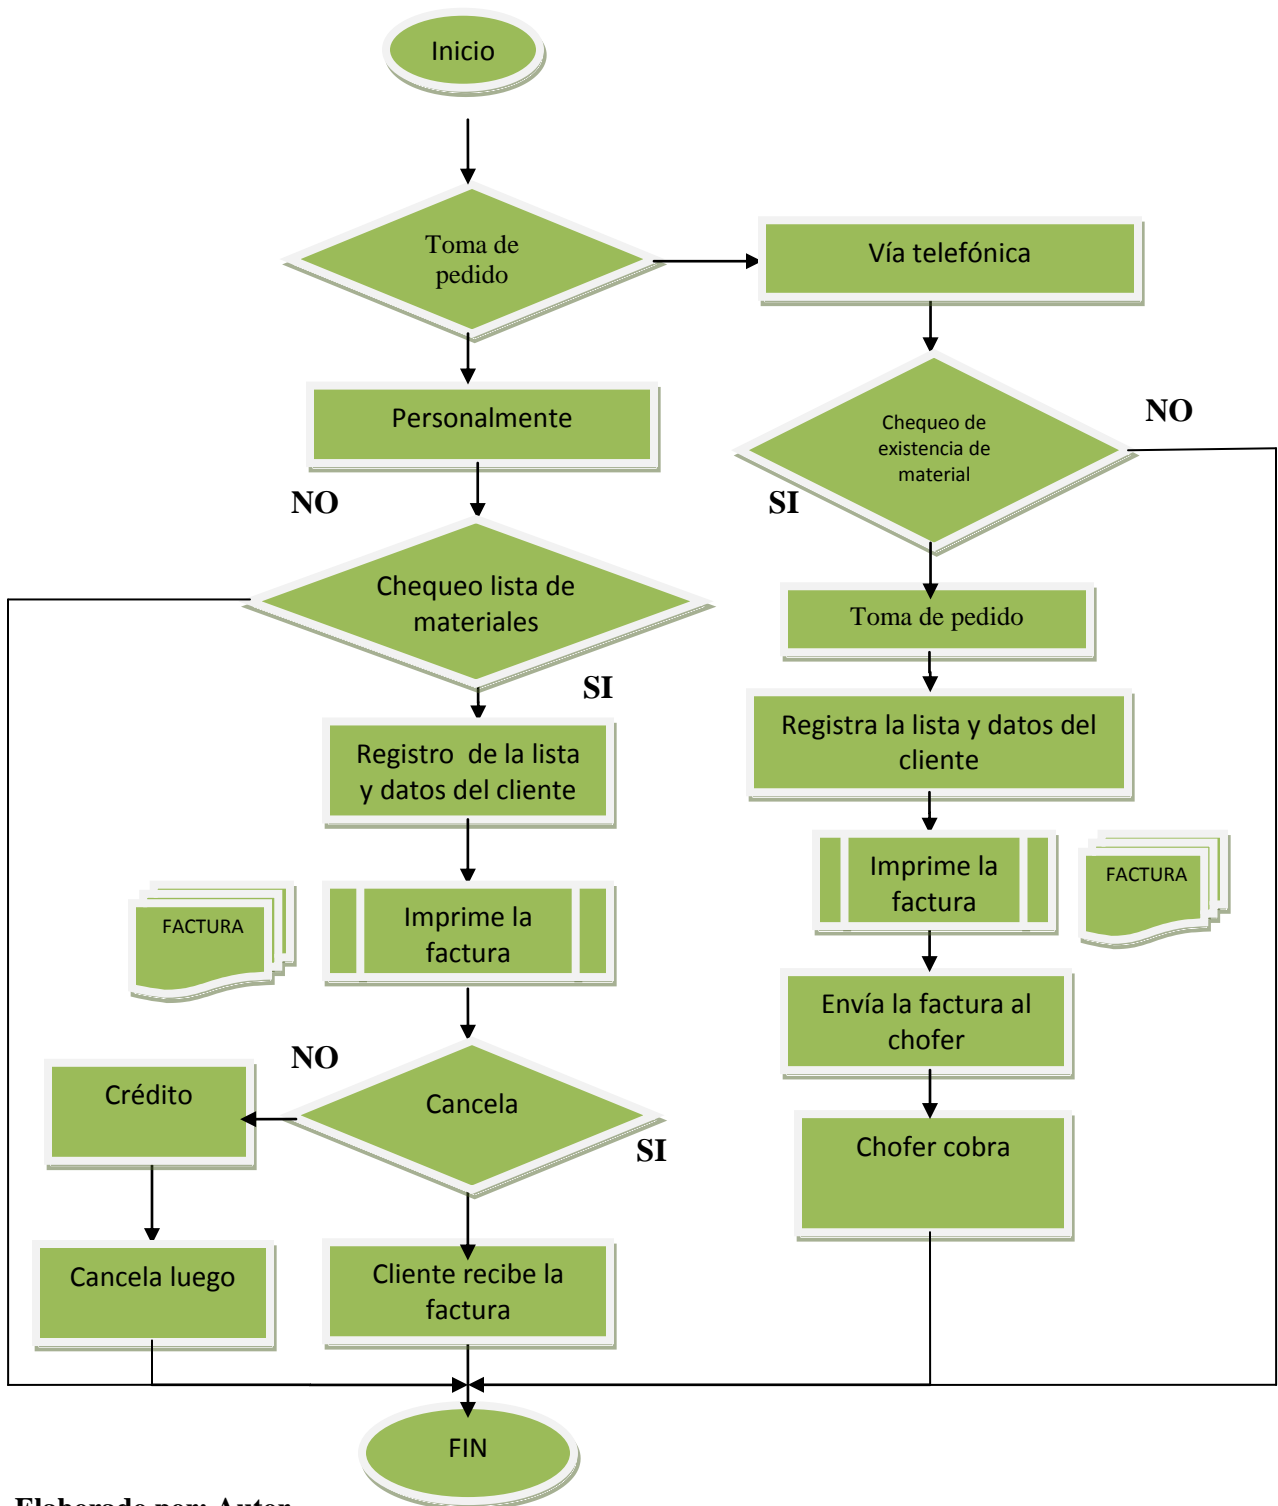 Inicio
Toma de
pedido
Vía telefónica
Personalmente
Chequeo de
existencia de
material
NO
NO
SI
Chequeo lista de
materiales
Toma de pedido
SI
Registro de la lista
y datos del cliente
Registra la lista y datos del
cliente
Imprime la
factura
FACTURA
FACTURA
Imprime la
factura
Envía la factura al
chofer
NO
Crédito
Cancela
SI
Chofer cobra
Cancela luego
Cliente recibe la
factura
FIN
Elaborado por: Autor